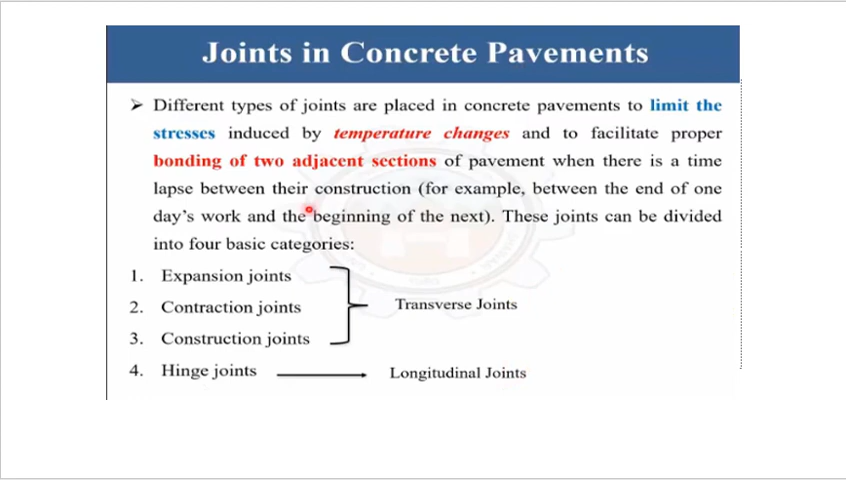 Joints in Concrete Pavements
➢ Different types of joints are placed in concrete pavements to limit the
stresses induced by temperature changes and to facilitate proper
bonding of two adjacent sections of pavement when there is a time
lapse between their construction (for example, between the end of one
day's work and the beginning of the next). These joints can be divided
into four basic categories:
1. Expansion joints
2. Contraction joints
Transverse Joints
3. Construction joints
4. Hinge joints
Longitudinal Joints